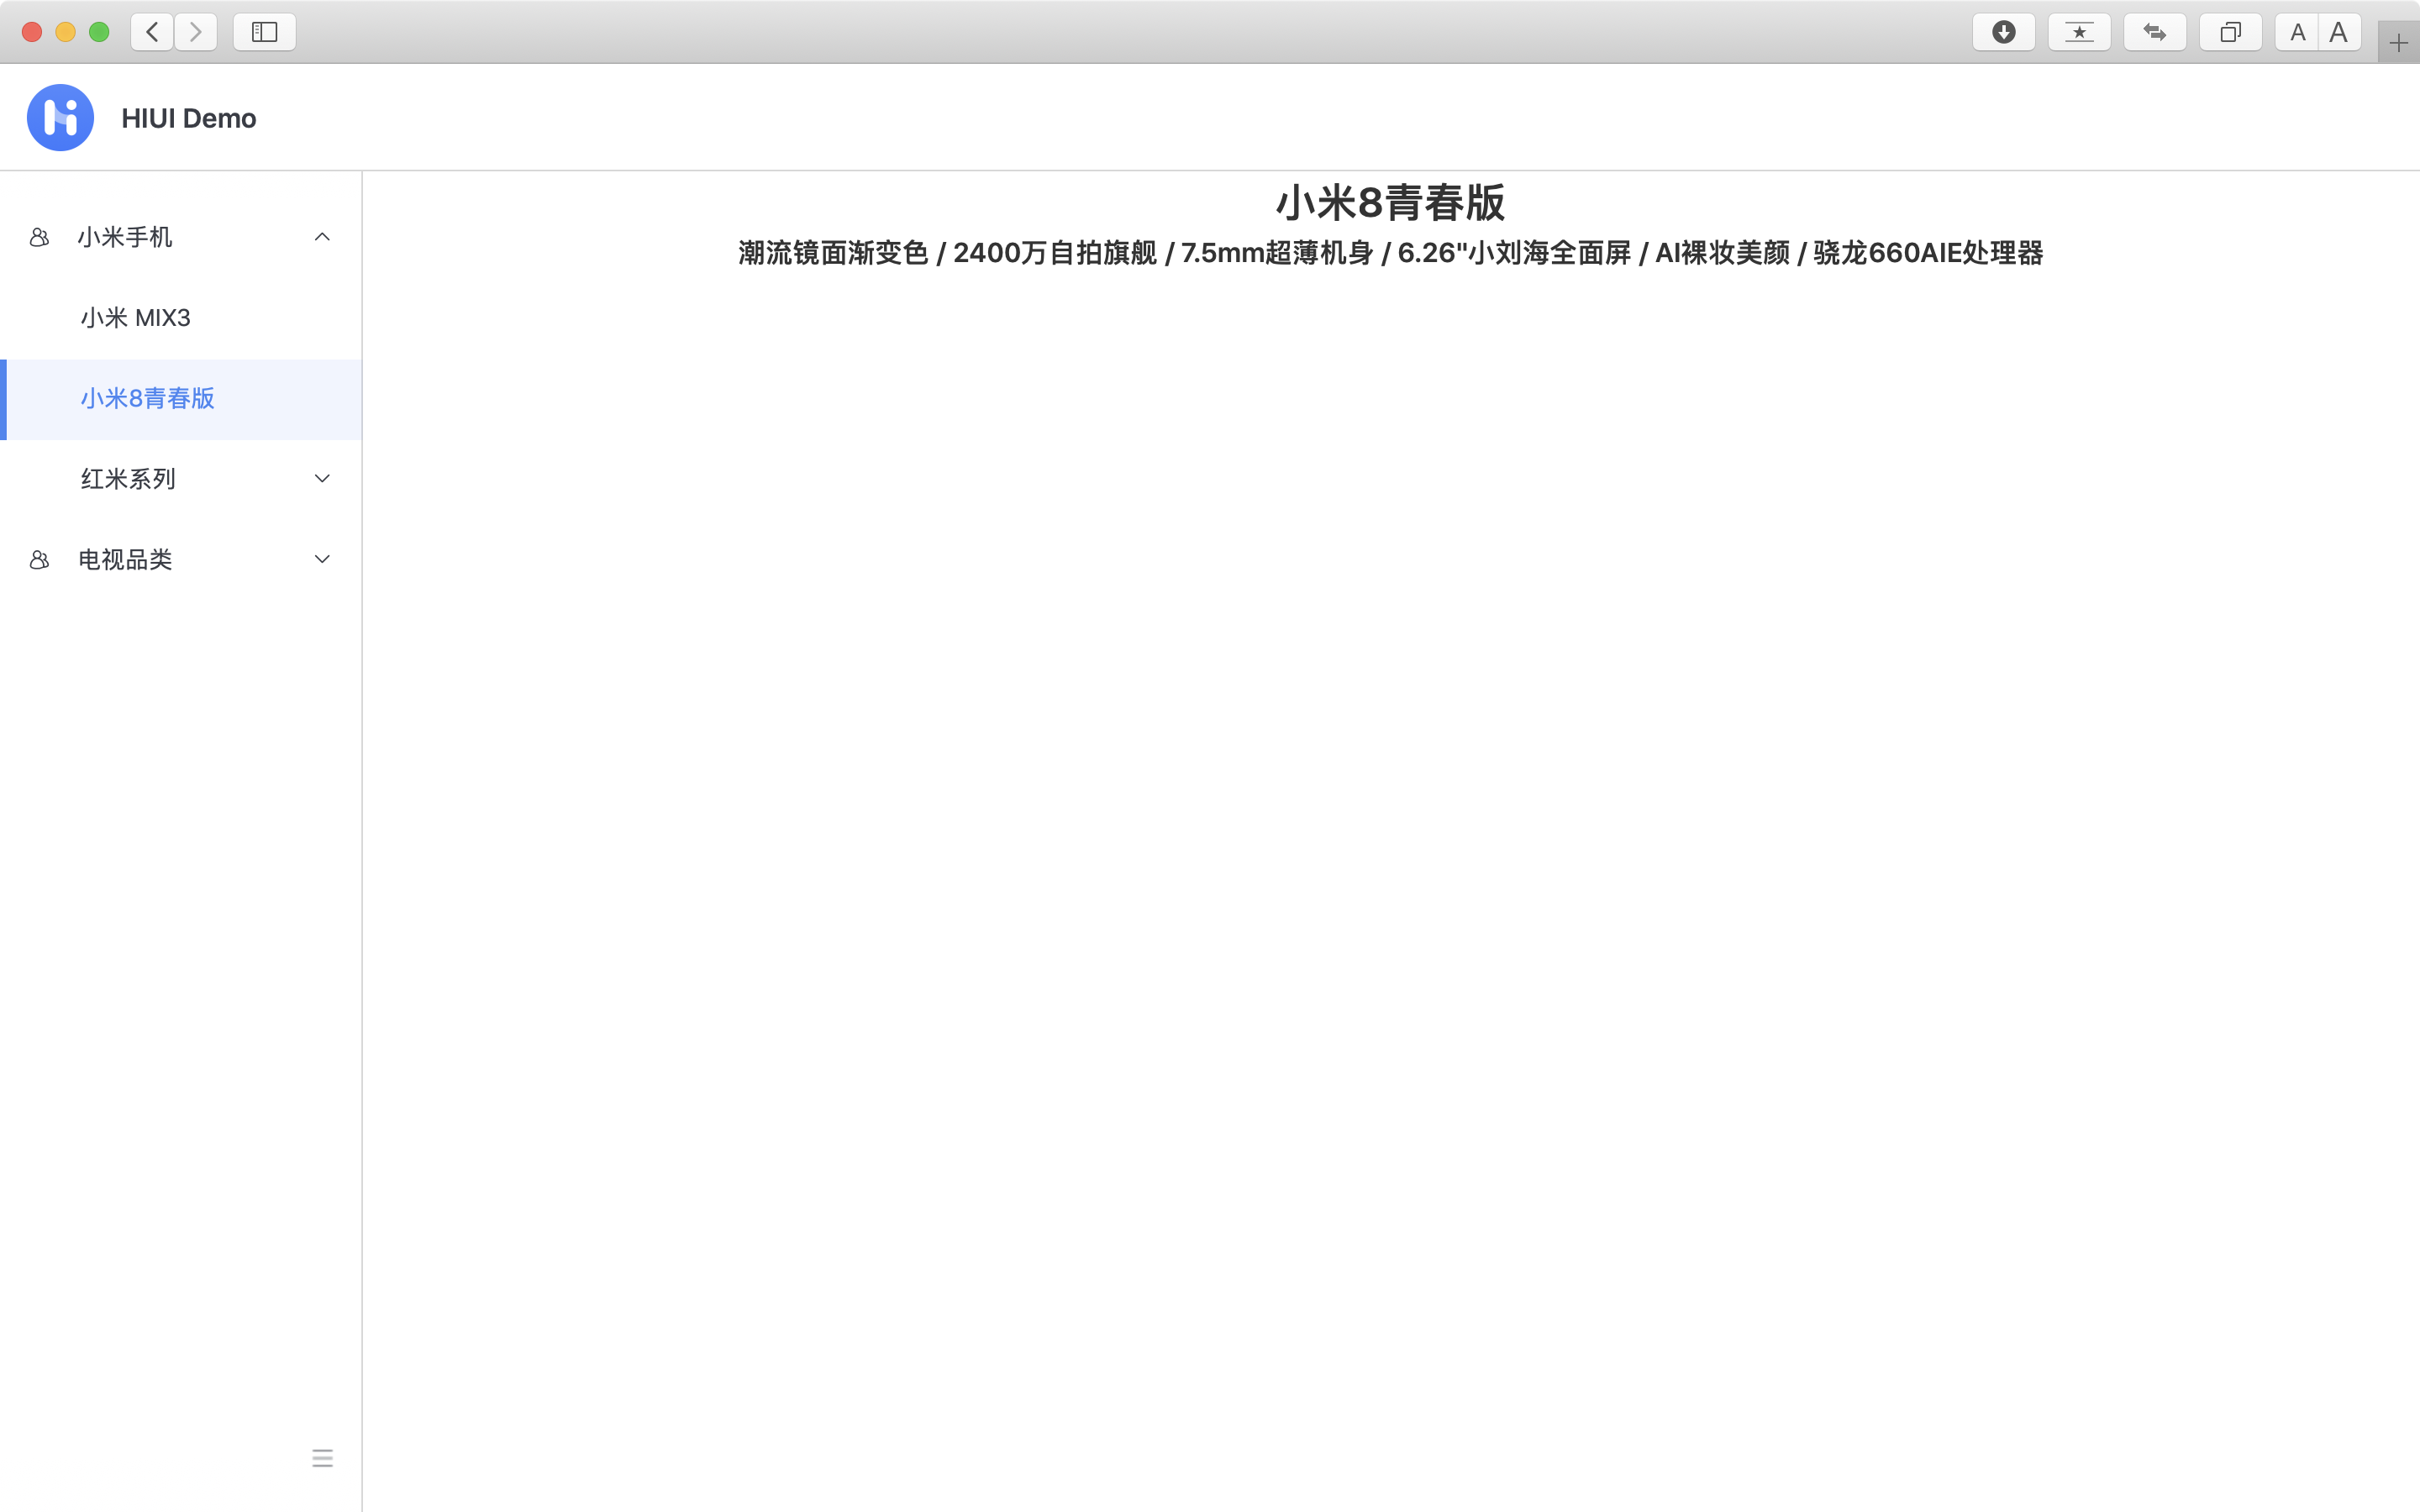 A A
HIUI Demo
小米8青春版
潮流镜面渐变色 / 2400万自拍旗舰 / 7.5mm超薄机身 / 6.26"小刘海全面屏 / AI裸妆美颜 / 骁龙660AIE处理器
小米手机
小米 MIX3
小米8青春版
红米系列
电视品类